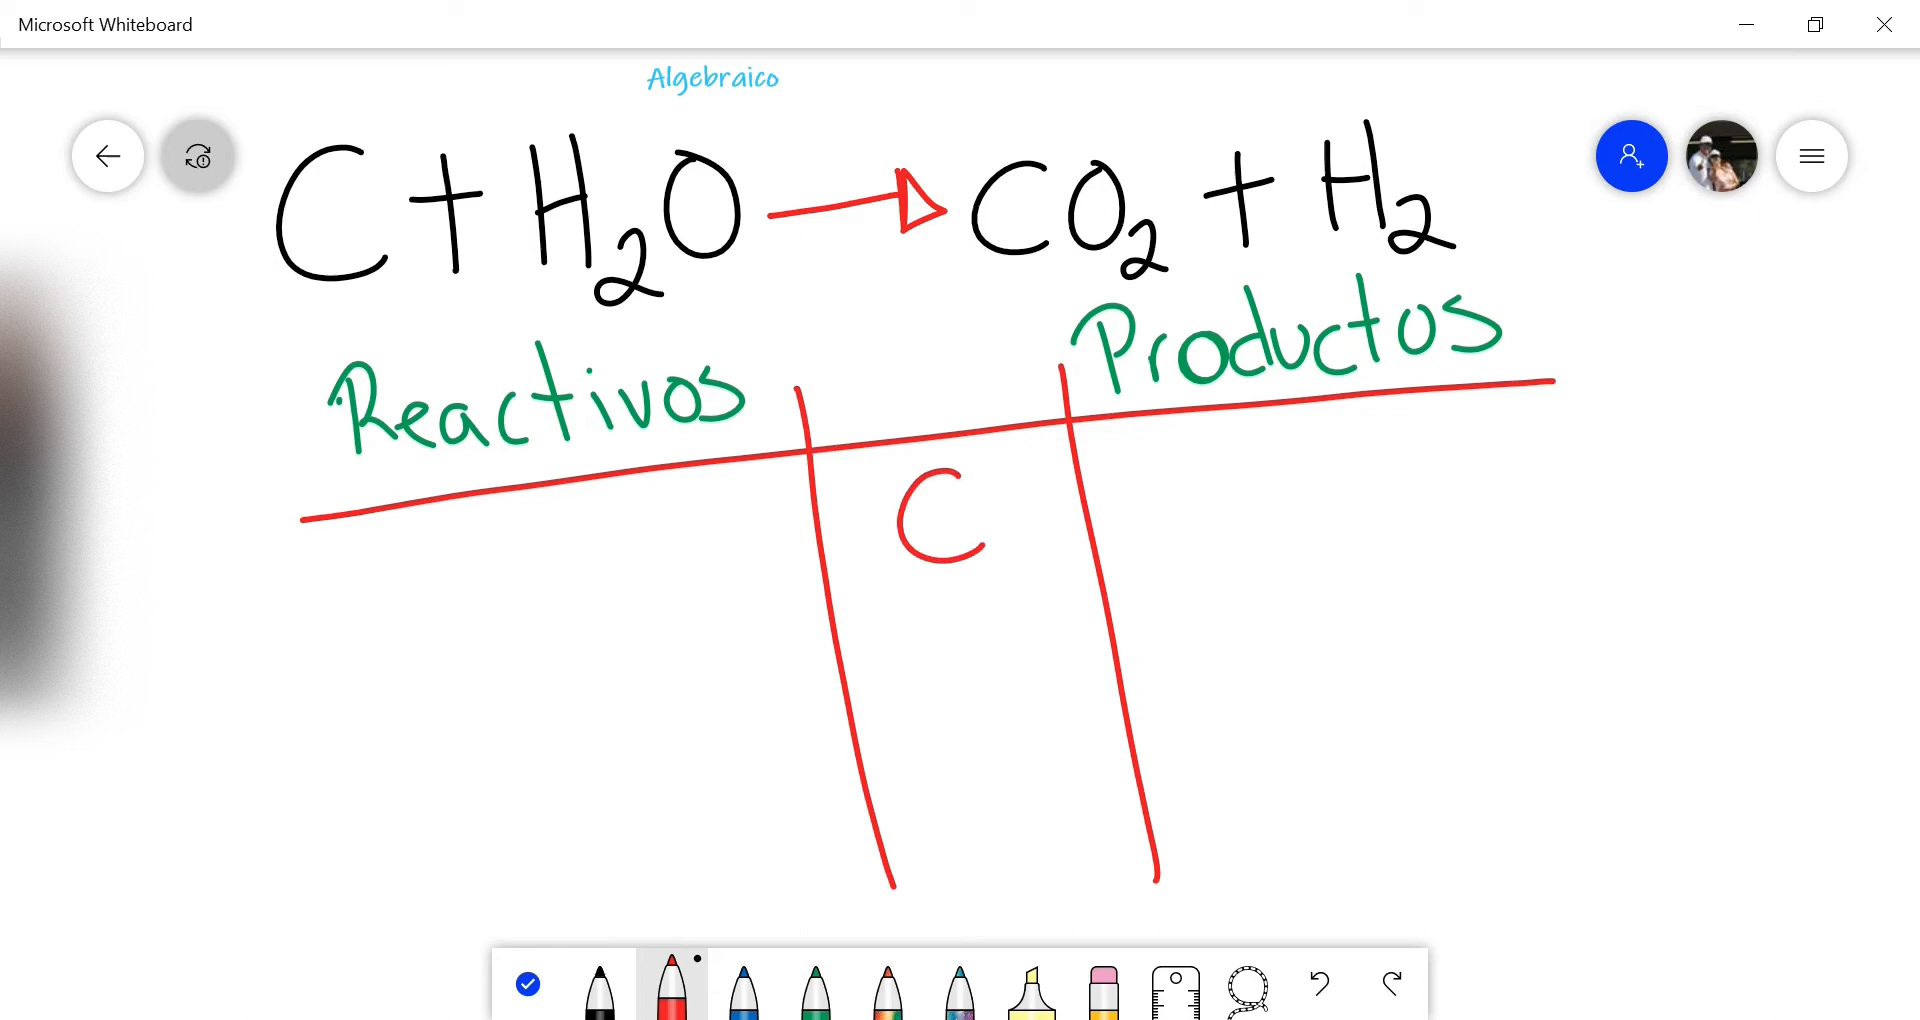 Microsoft Whiteboard
Algebraico
C + H₂O → CO₂ + H₂
Reactivos
Productos
C